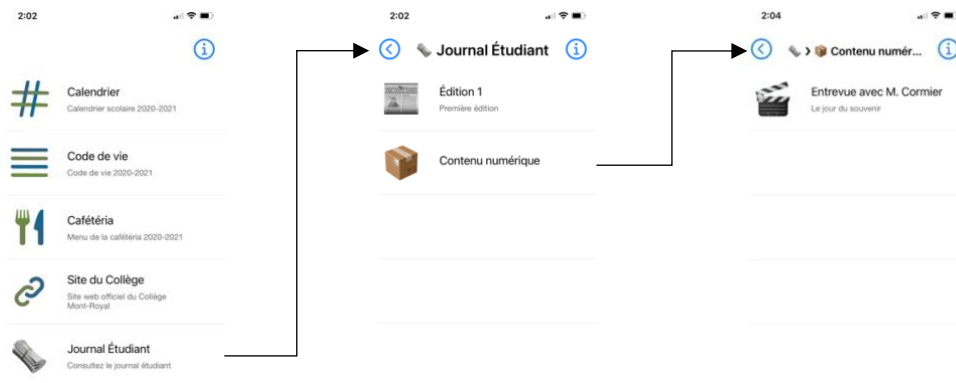 2:02
Calendrier
Calendrier scolaire 2020-2021
Code de vie
Code de vie 2020-2021
Cafétéria
Menu de la cafétéria 2020-2021
Site du Collège
Site web officiel du Collège
Mont-Royal
Journal Étudiant
Consultez le journal étudiant
2:02
Journal Étudiant
Édition 1
Première édition
Contenu numérique
2:04
› Contenu numér...
Entrevue avec M. Cormier
Le jour du souvenir